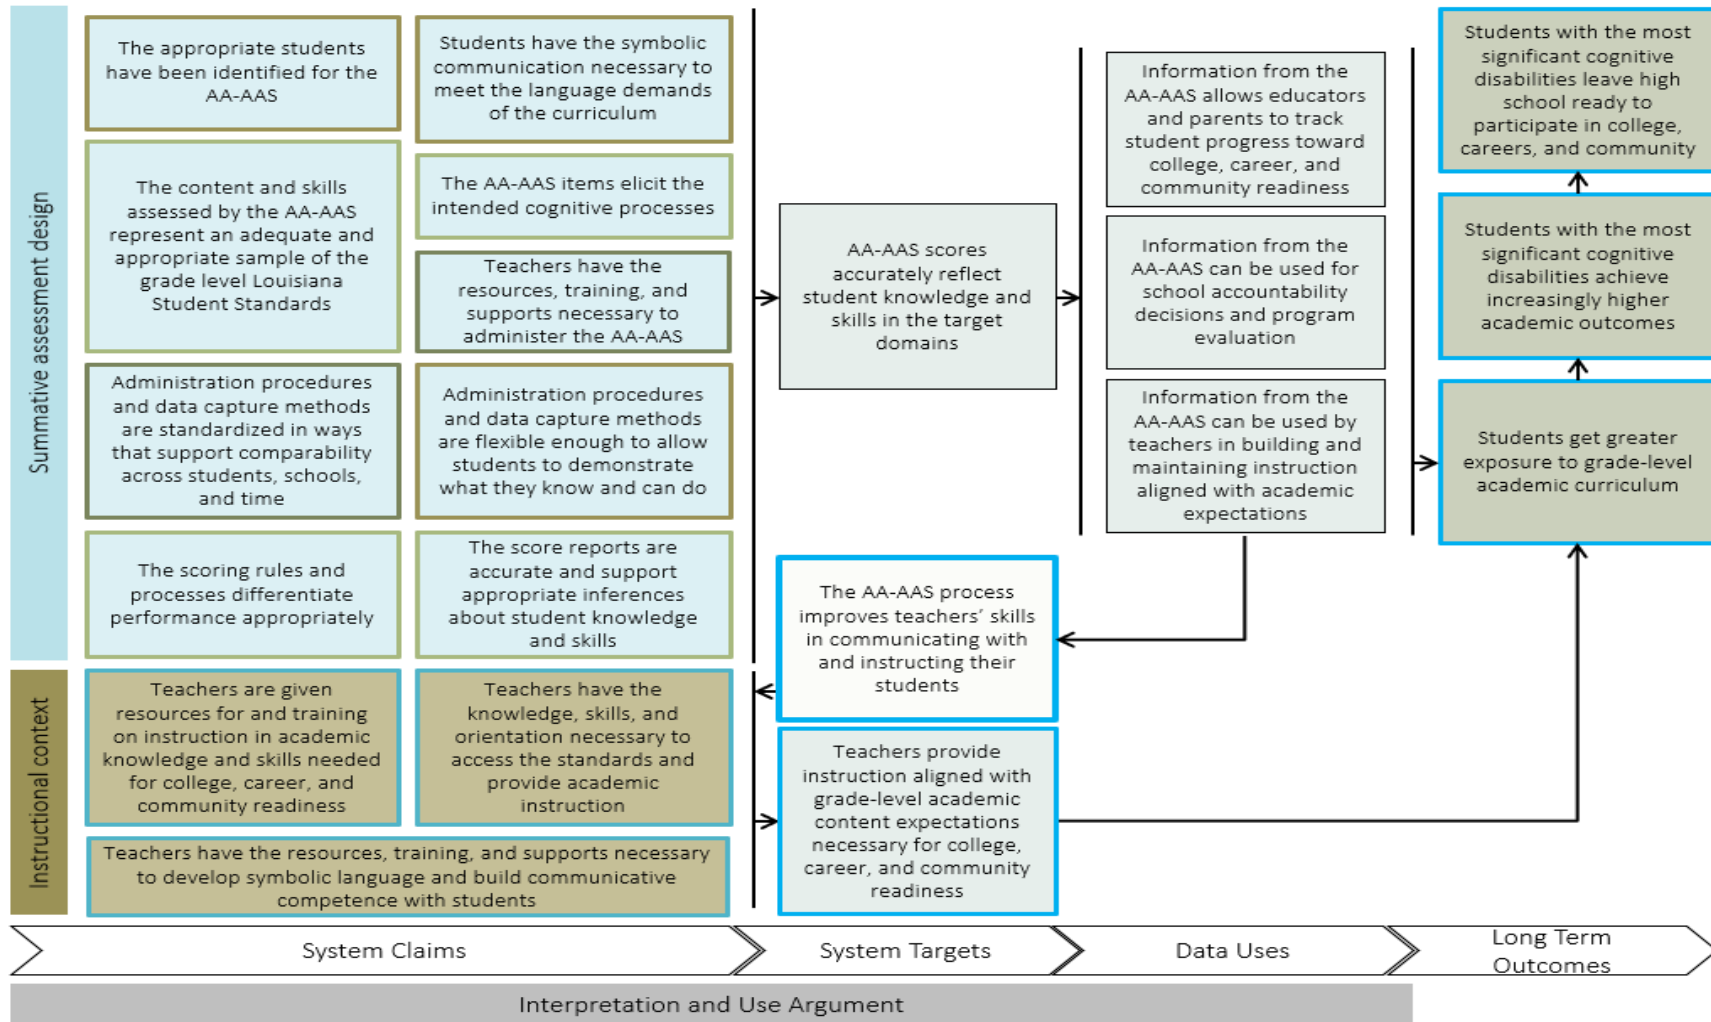 Summative assessment design
The appropriate students
have been identified for the
AA-AAS
Students have the symbolic
communication necessary to
meet the language demands
of the curriculum
The content and skills
assessed by the AA-AAS
represent an adequate and
appropriate sample of the
grade level Louisiana
Student Standards
The AA-AAS items elicit the
intended cognitive processes
Teachers have the
resources, training, and
supports necessary to
administer the AA-AAS
Administration procedures
and data capture methods
are standardized in ways
that support comparability
across students, schools,
and time
Administration procedures
and data capture methods
are flexible enough to allow
students to demonstrate
what they know and can do
The scoring rules and
processes differentiate
performance appropriately
The score reports are
accurate and support
appropriate inferences
about student knowledge
and skills
Instructional context
Teachers are given
resources for and training
on instruction in academic
knowledge and skills needed
for college, career, and
community readiness
Teachers have the
knowledge, skills, and
orientation necessary to
access the standards and
provide academic
instruction
Teachers have the resources, training, and supports necessary
to develop symbolic language and build communicative
competence with students
AA-AAS scores
accurately reflect
student knowledge and
skills in the target
domains
The AA-AAS process
improves teachers’ skills
in communicating with
and instructing their
students
Teachers provide
instruction aligned with
grade-level academic
content expectations
necessary for college,
career, and community
readiness
Information from the
AA-AAS allows educators
and parents to track
student progress toward
college, career, and
community readiness
Information from the
AA-AAS can be used for
school accountability
decisions and program
evaluation
Information from the
AA-AAS can be used by
teachers in building and
maintaining instruction
aligned with academic
expectations
Students with the most
significant cognitive
disabilities leave high
school ready to
participate in college,
careers, and community
Students with the most
significant cognitive
disabilities achieve
increasingly higher
academic outcomes
Students get greater
exposure to grade-level
academic curriculum
System Claims
System Targets
Data Uses
Long Term
Outcomes
Interpretation and Use Argument